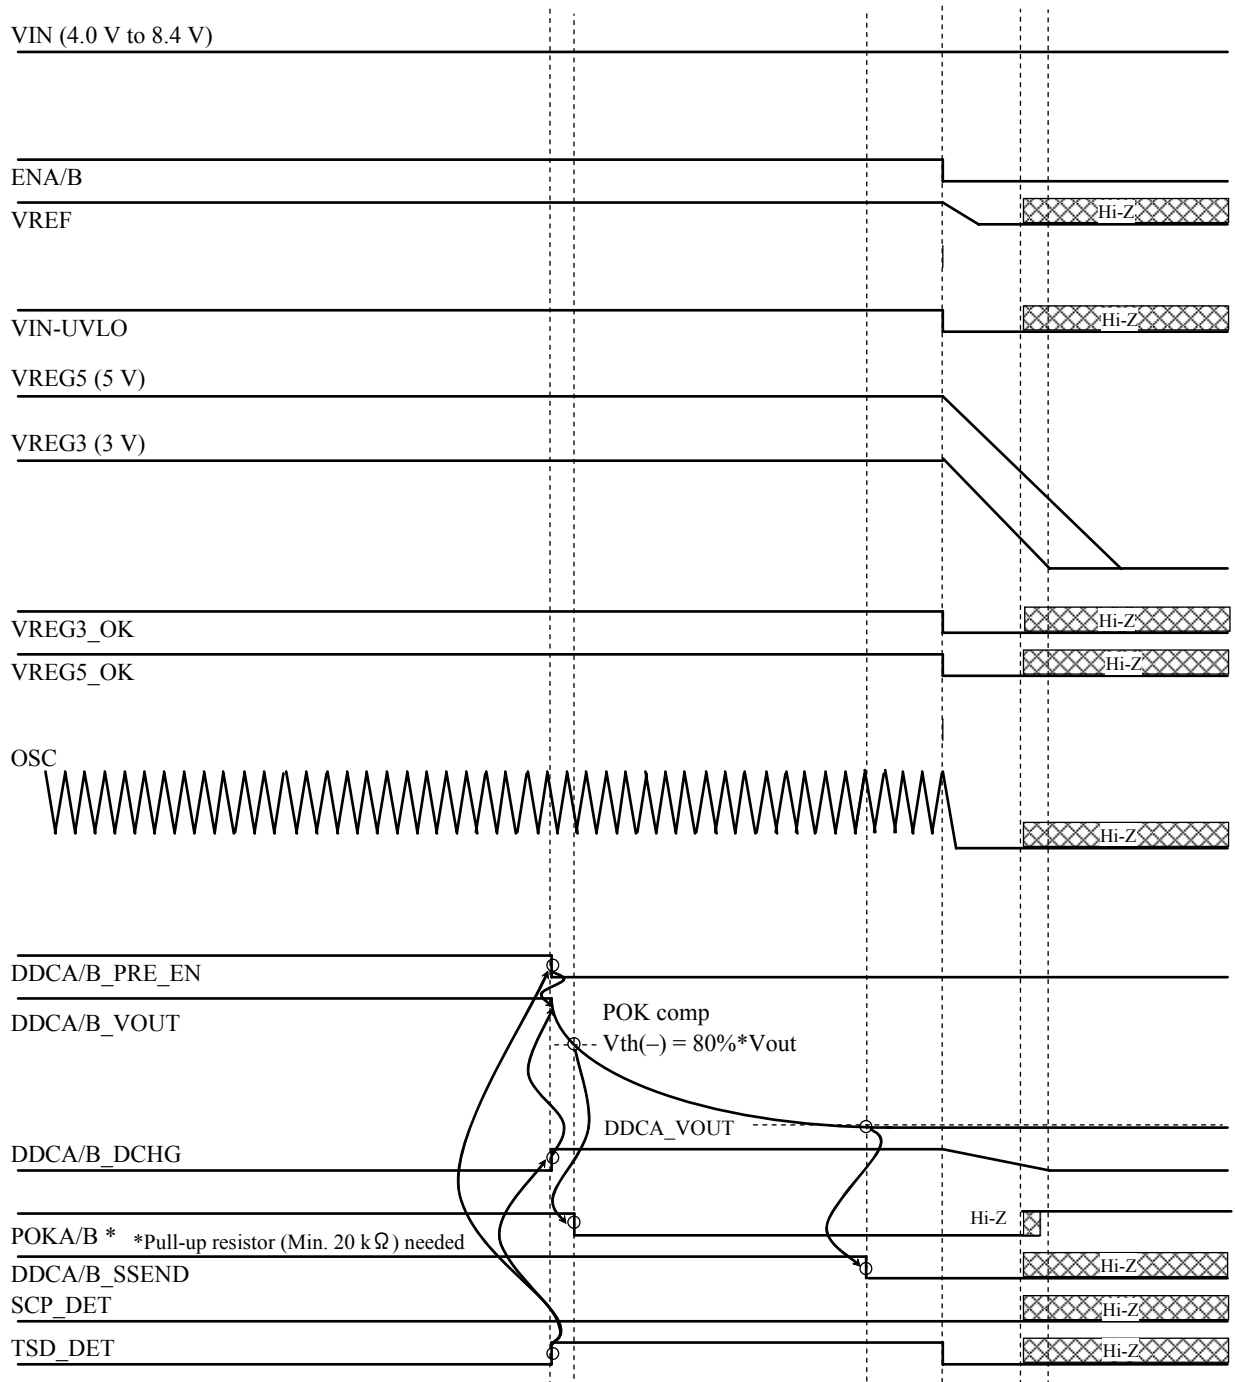 VIN (4.0 V to 8.4 V)
ENA/B
VREF
Hi-Z
VIN-UVLO
Hi-Z
VREG5 (5 V)
VREG3 (3 V)
VREG3_OK
Hi-Z
VREG5_OK
Hi-Z
OSC
Hi-Z
DDCA/B_PRE_EN
DDCA/B_VOUT
POK comp
Vth(–) = 80%*Vout
DDCA_VOUT
DDCA/B_DCHG
Hi-Z
POKA/B * *Pull-up resistor (Min. 20 kΩ) needed
DDCA/B_SSEND
Hi-Z
SCP_DET
Hi-Z
TSD_DET
Hi-Z